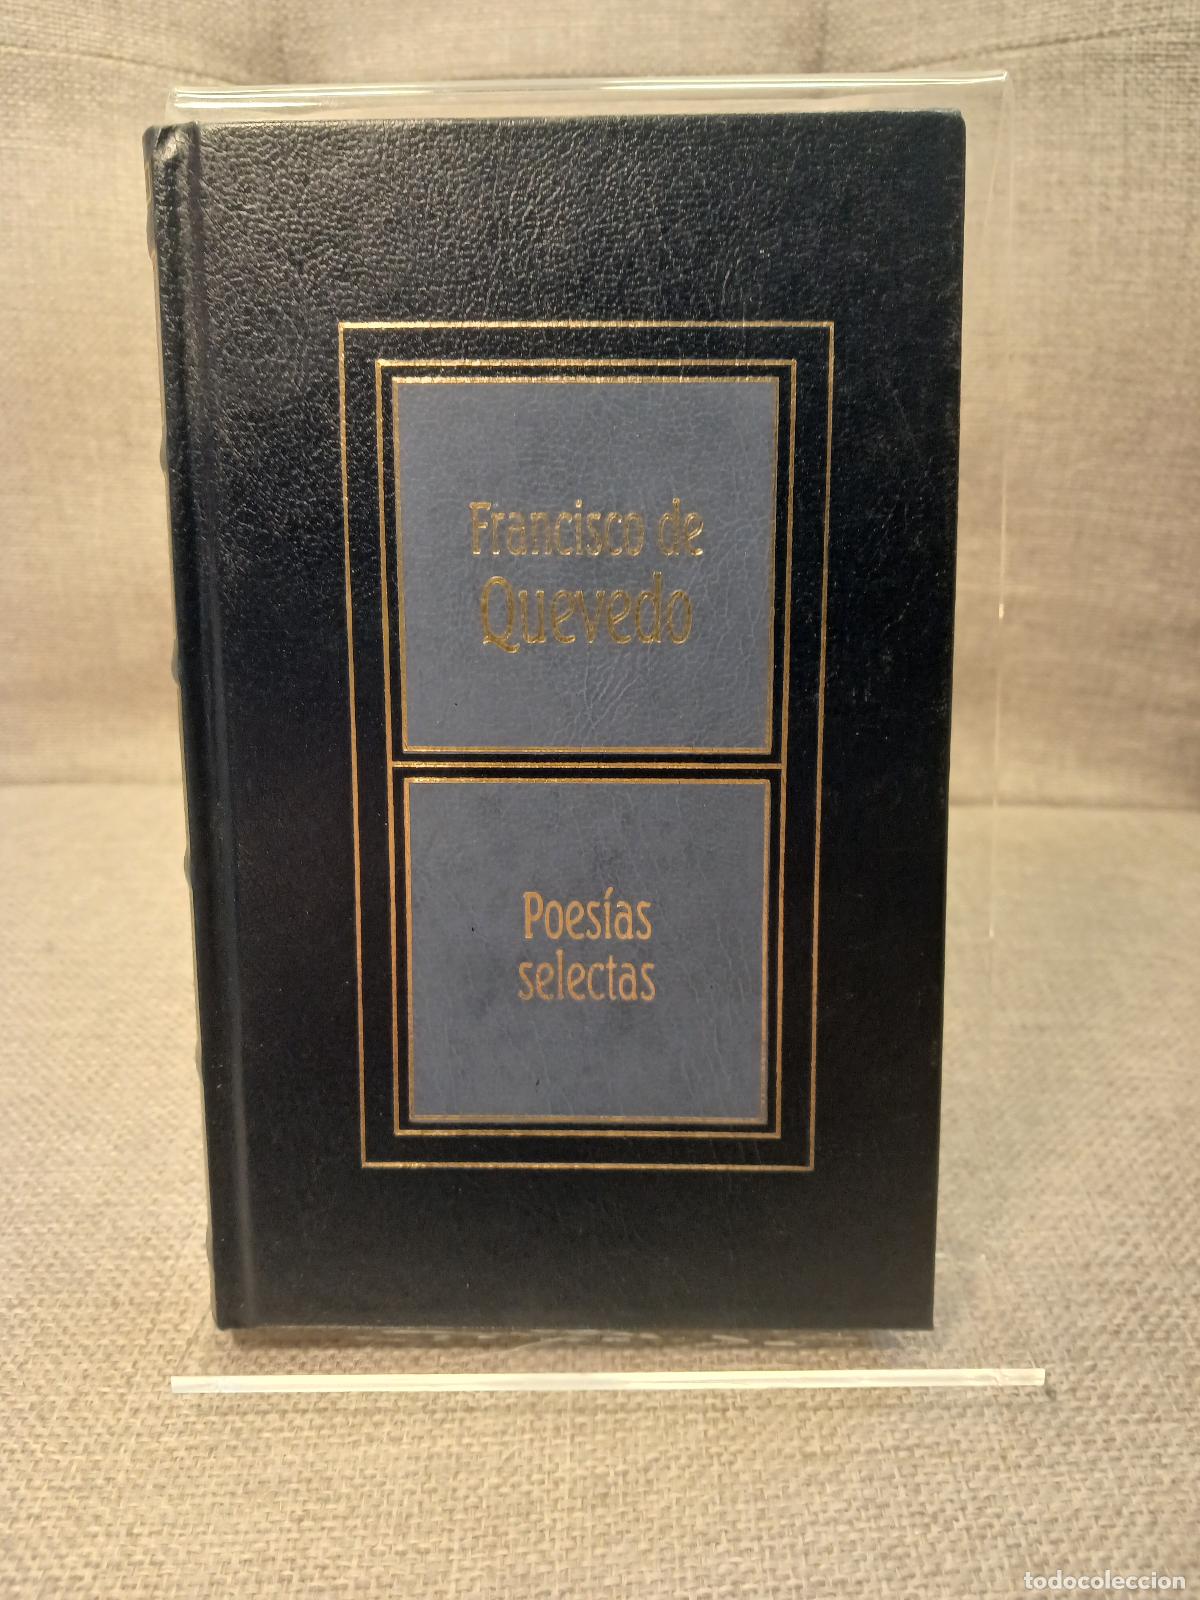 Francisco de
Quevedo
Poesías
selectas
todocoleccion